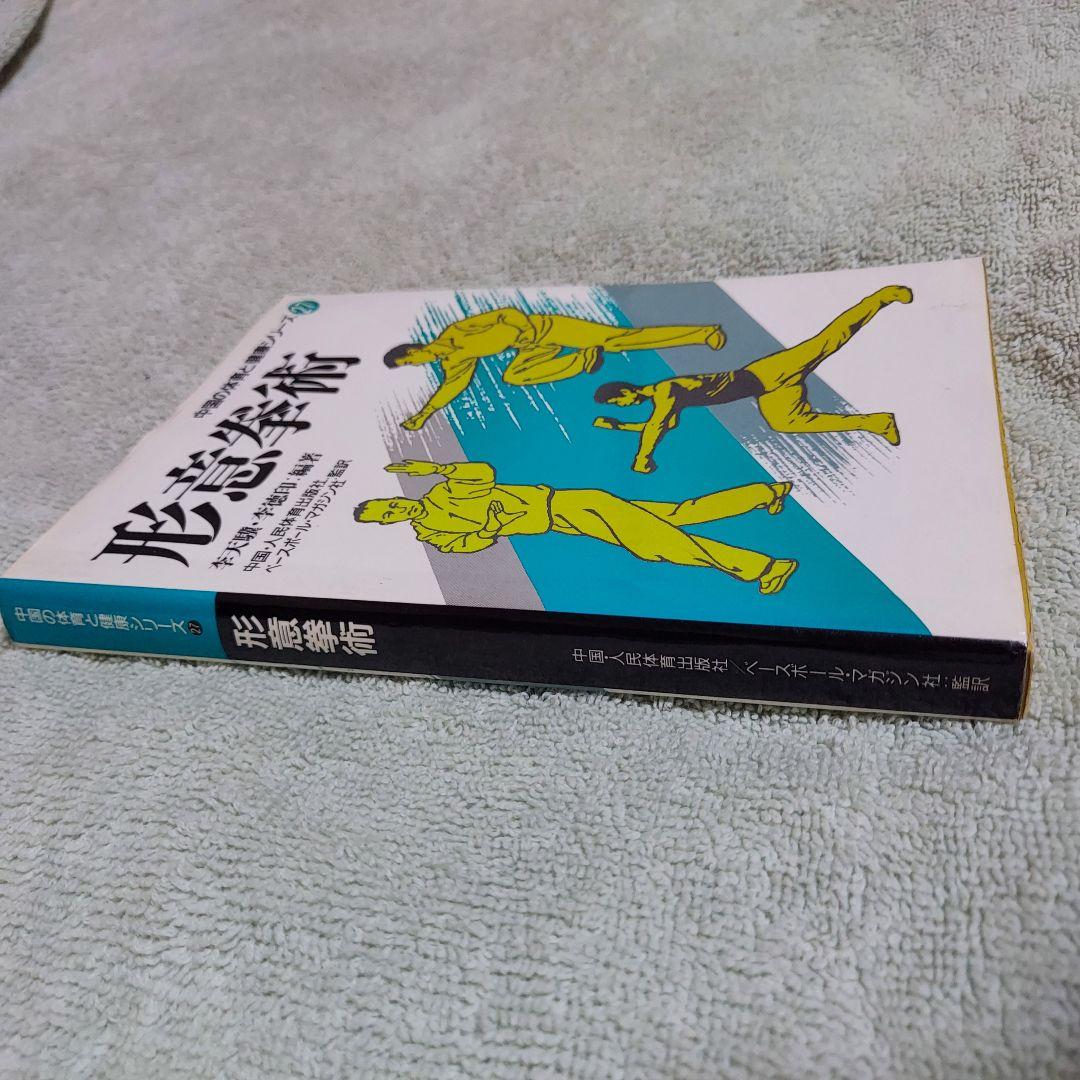 中国の体育と健康シリーズ 27
形意拳術
李天驥・李德印・編著
中国・人民体育出版社
ベースボール・マガジン社 監訳
中国の体育と健康シリーズ 27
形意拳術
中国・人民体育出版社／ベースボール・マガジン社：監訳